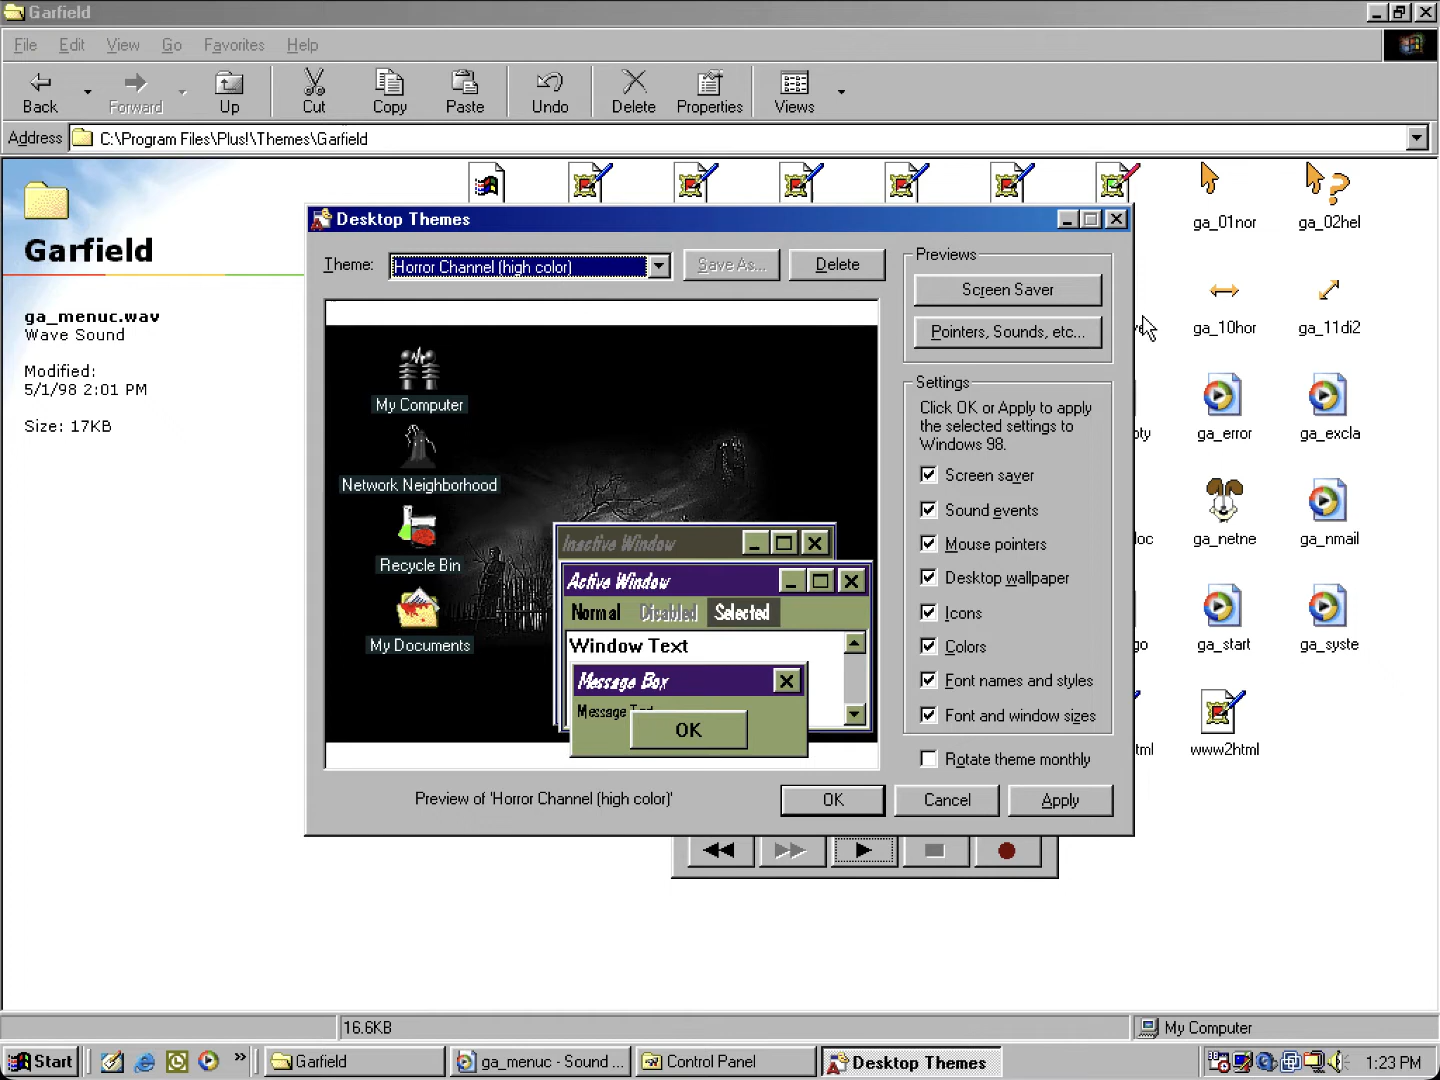 Garfield
File Edit View Go Favorites Help
Back Forward Up Cut Copy Paste Undo Delete Properties Views
Address C:\Program Files\Plus!\Themes\Garfield
Garfield
ga_menuc.wav
Wave Sound
Modified:
5/1/98 2:01 PM
Size: 17KB
ga_01nor ga_02hel
ga_10hor ga_11di2
ga_error ga_excla
ga_netne ga_nmail
ga_start ga_syste
www2html
Desktop Themes
Theme: Horror Channel (high color) Save As... Delete
My Computer
Network Neighborhood
Recycle Bin
My Documents
Inactive Window
Active Window
Normal Disabled Selected
Window Text
Message Box
Message Text
OK
Preview of 'Horror Channel (high color)'
Previews
Screen Saver
Pointers, Sounds, etc...
Settings
Click OK or Apply to apply
the selected settings to
Windows 98.
Screen saver
Sound events
Mouse pointers
Desktop wallpaper
Icons
Colors
Font names and styles
Font and window sizes
Rotate theme monthly
OK Cancel Apply
16.6KB My Computer
Start » Garfield ga_menuc - Sound ... Control Panel Desktop Themes 1:23 PM